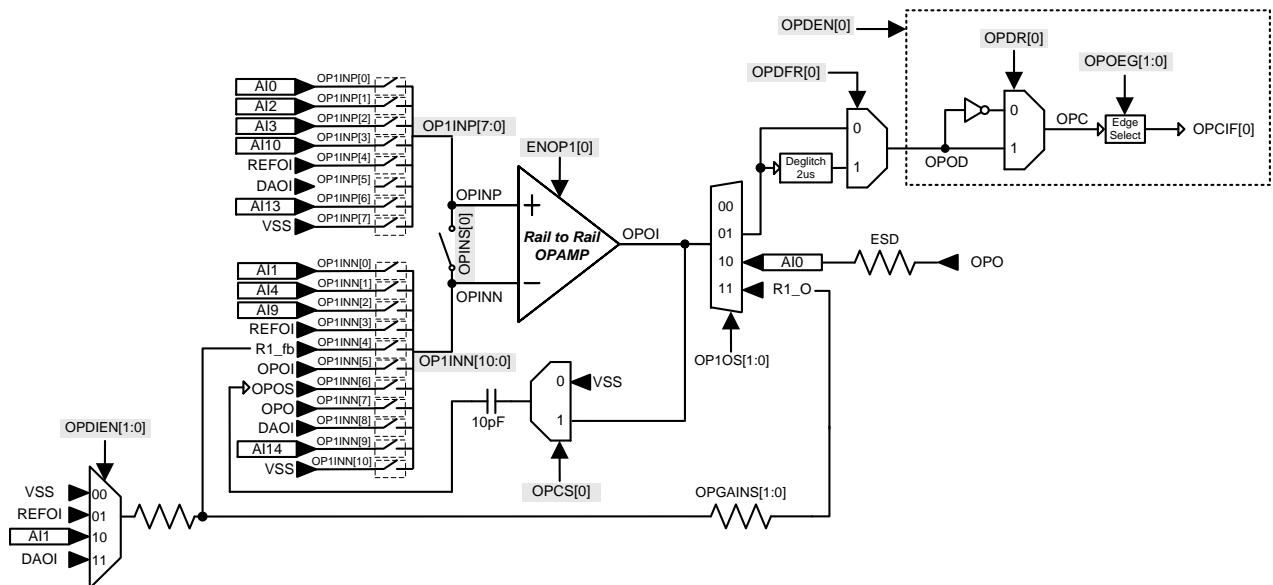 OPDEN[0]
OPDR[0]
OPOEG[1:0]
OPDFR[0]
0
1
OPC
Edge
Select
OPCIF[0]
OPOD
0
1
Deglitch
2us
AI0 OP1INP[0]
AI2 OP1INP[1]
AI3 OP1INP[2]
AI10 OP1INP[3]
REFOI OP1INP[4]
DAOI OP1INP[5]
AI13 OP1INP[6]
VSS OP1INP[7]
OP1INP[7:0]
ENOP1[0]
OPINP
OPINS[0]
OPINN
+
−
Rail to Rail
OPAMP
OPOI
00
01
10
11
AI0
ESD
OPO
R1_O
OP1OS[1:0]
AI1 OP1INN[0]
AI4 OP1INN[1]
AI9 OP1INN[2]
REFOI OP1INN[3]
R1_fb OP1INN[4]
OPOI OP1INN[5]
OPOS OP1INN[6]
OPO OP1INN[7]
DAOI OP1INN[8]
AI14 OP1INN[9]
VSS OP1INN[10]
OP1INN[10:0]
10pF
0
1
VSS
OPCS[0]
OPDIEN[1:0]
VSS 00
REFOI 01
AI1 10
DAOI 11
OPGAINS[1:0]